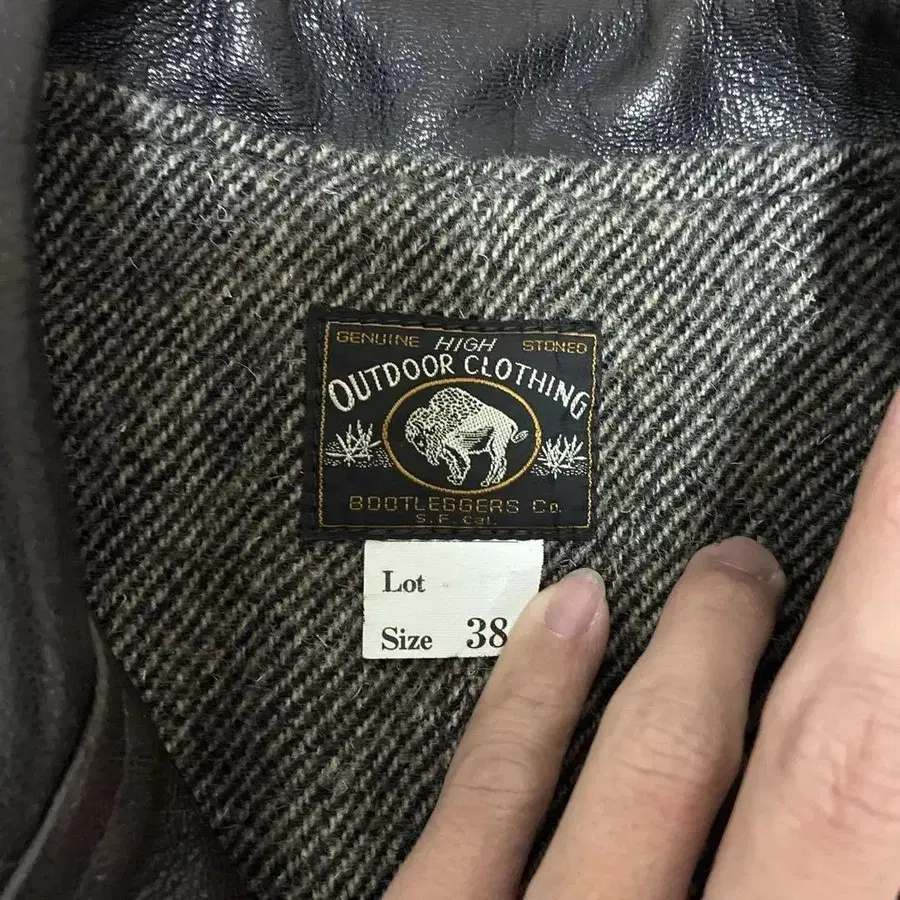 GENUINE HIGH STONED
OUTDOOR CLOTHING
BOOTLEGGERS Co.
S. F. Cal.
Lot
Size 38